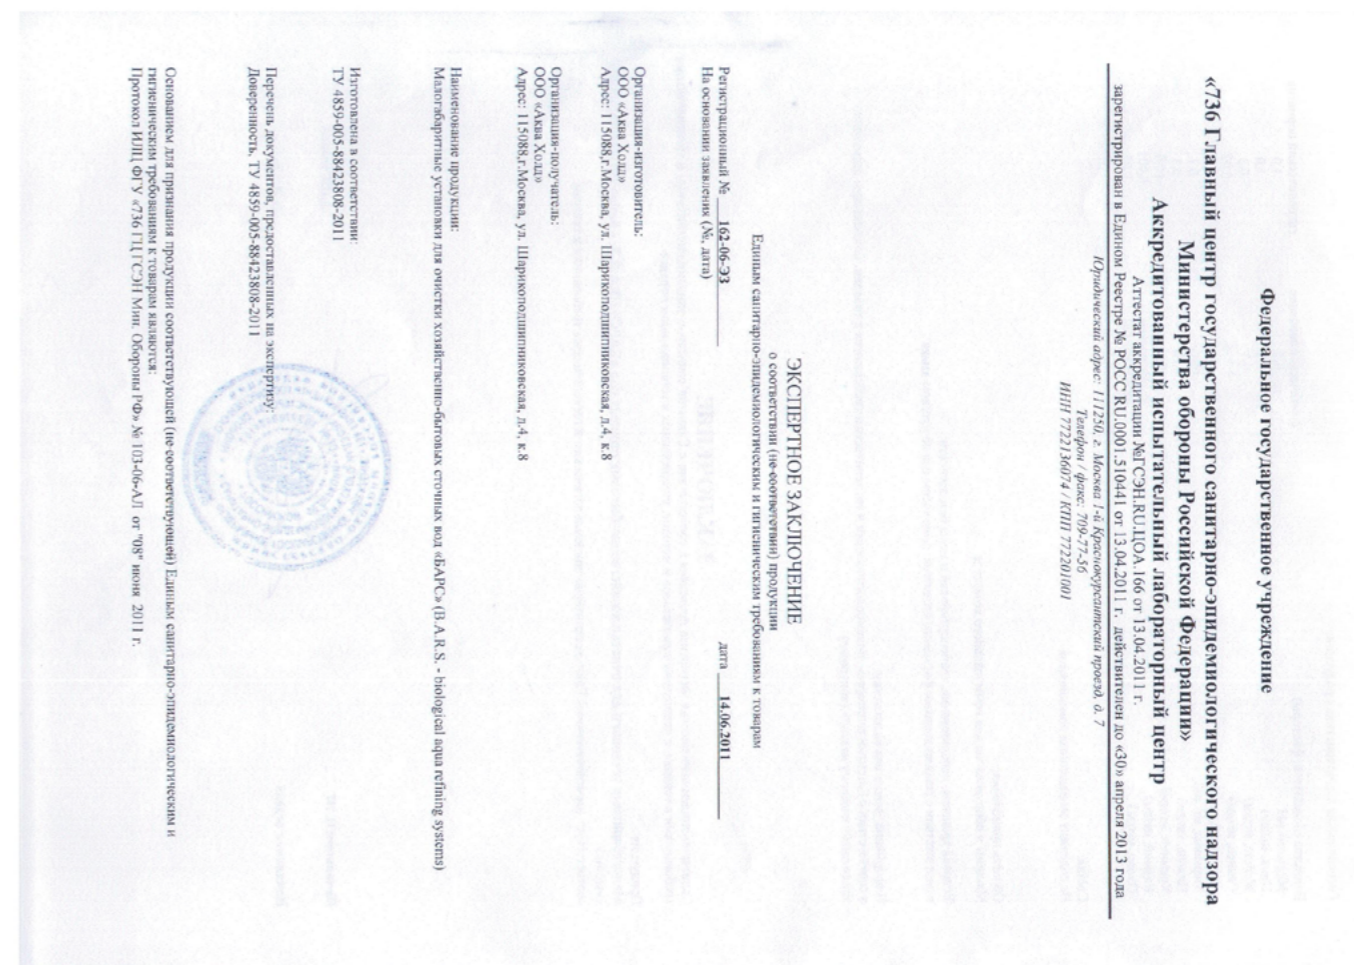 Федеральное государственное учреждение
«736 Главный центр государственного санитарно-эпидемиологического надзора
Министерства обороны Российской Федерации»
Аккредитованный испытательный лабораторный центр
Аттестат аккредитации №ГСЭН.RU.ЦОА.166 от 13.04.2011 г.
зарегистрирован в Едином Реестре № РОСС RU.0001.510441 от 13.04.2011 г. действителен до «30» апреля 2013 года
Юридический адрес: 111250, г. Москва 1-й Краснокурсантский проезд, д. 7
Телефон / факс: 709-77-56
ИНН 7722136074 / КПП 772201001
ЭКСПЕРТНОЕ ЗАКЛЮЧЕНИЕ
о соответствии (не соответствии) продукции
Единым санитарно-эпидемиологическим и гигиеническим требованиям к товарам
Регистрационный № 162-06-ЭЗ дата 14.06.2011
На основании заявления (№, дата)
Организация-изготовитель:
ООО «Аква Холд»
Адрес: 115088,г.Москва, ул. Шарикоподшипниковская, д.4, к.8
Организация-получатель:
ООО «Аква Холд»
Адрес: 115088,г.Москва, ул. Шарикоподшипниковская, д.4, к.8
Наименование продукции:
Малогабаритные установки для очистки хозяйственно-бытовых сточных вод «БАРС» (B.A.R.S. - biological aqua refining systems)
Изготовлена в соответствии:
ТУ 4859-005-88423808-2011
Перечень документов, предоставленных на экспертизу:
Доверенность, ТУ 4859-005-88423808-2011
Основанием для признания продукции соответствующей (не соответствующей) Единым санитарно-эпидемиологическим и
гигиеническим требованиям к товарам являются:
Протокол ИЛЦ ФГУ «736 ГЦ ГСЭН Мин. Обороны РФ» № 103-06-АЛ от "08" июня 2011 г.